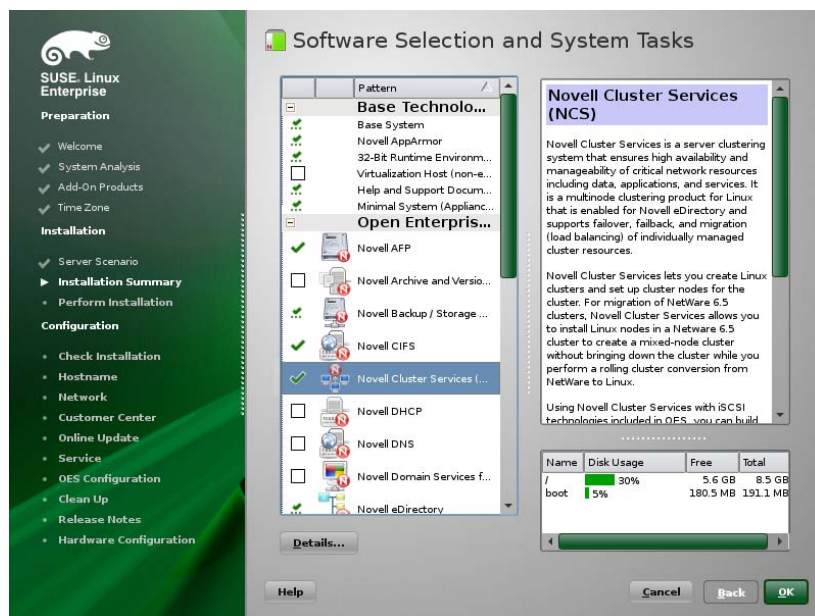 SUSE. Linux
Enterprise
Preparation
Welcome
System Analysis
Add-On Products
Time Zone
Installation
Server Scenario
Installation Summary
Perform Installation
Configuration
Check Installation
Hostname
Network
Customer Center
Online Update
Service
OES Configuration
Clean Up
Release Notes
Hardware Configuration
Software Selection and System Tasks
Pattern
Base Technolo...
Base System
Novell AppArmor
32-Bit Runtime Environm...
Virtualization Host (non-e...
Help and Support Docum...
Minimal System (Applianc...
Open Enterpris...
Novell AFP
Novell Archive and Versio...
Novell Backup / Storage ...
Novell CIFS
Novell Cluster Services (...
Novell DHCP
Novell DNS
Novell Domain Services f...
Novell eDirectory
Details...
Novell Cluster Services
(NCS)
Novell Cluster Services is a server clustering
system that ensures high availability and
manageability of critical network resources
including data, applications, and services. It
is a multinode clustering product for Linux
that is enabled for Novell eDirectory and
supports failover, failback, and migration
(load balancing) of individually managed
cluster resources.
Novell Cluster Services lets you create Linux
clusters and set up cluster nodes for the
cluster. For migration of NetWare 6.5
clusters, Novell Cluster Services allows you
to install Linux nodes in a Netware 6.5
cluster to create a mixed-node cluster
without bringing down the cluster while you
perform a rolling cluster conversion from
NetWare to Linux.
Using Novell Cluster Services with iSCSI
technologies included in OES, you can build
Name Disk Usage Free Total
/ 30% 5.6 GB 8.5 GB
boot 5% 180.5 MB 191.1 MB
Help Cancel Back OK